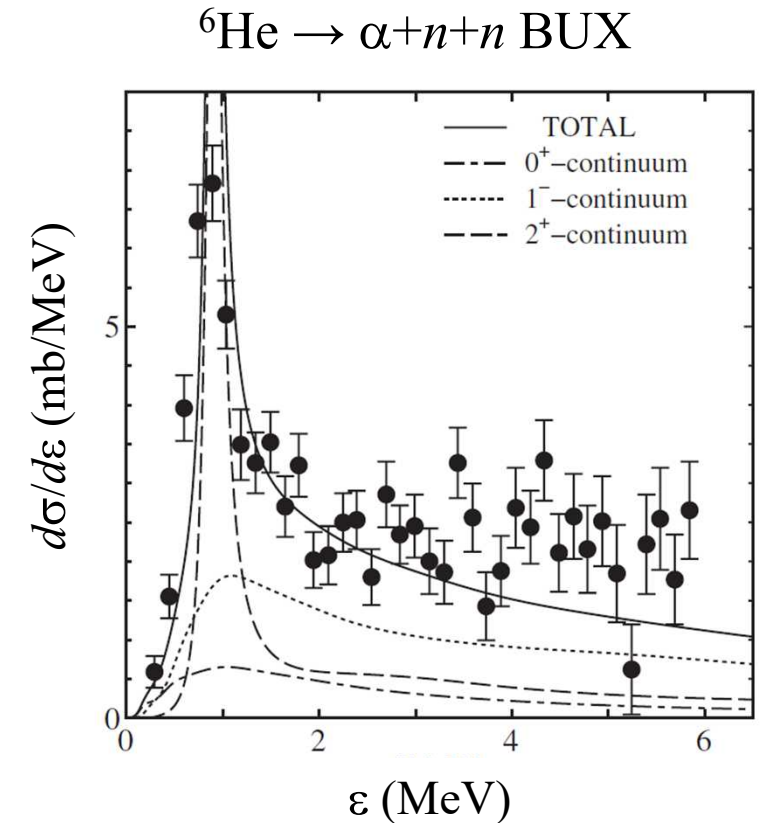 ⁶He → α+n+n BUX
TOTAL
0⁺−continuum
1⁻−continuum
2⁺−continuum
dσ/dε (mb/MeV)
5
0
0 2 4 6
ε (MeV)